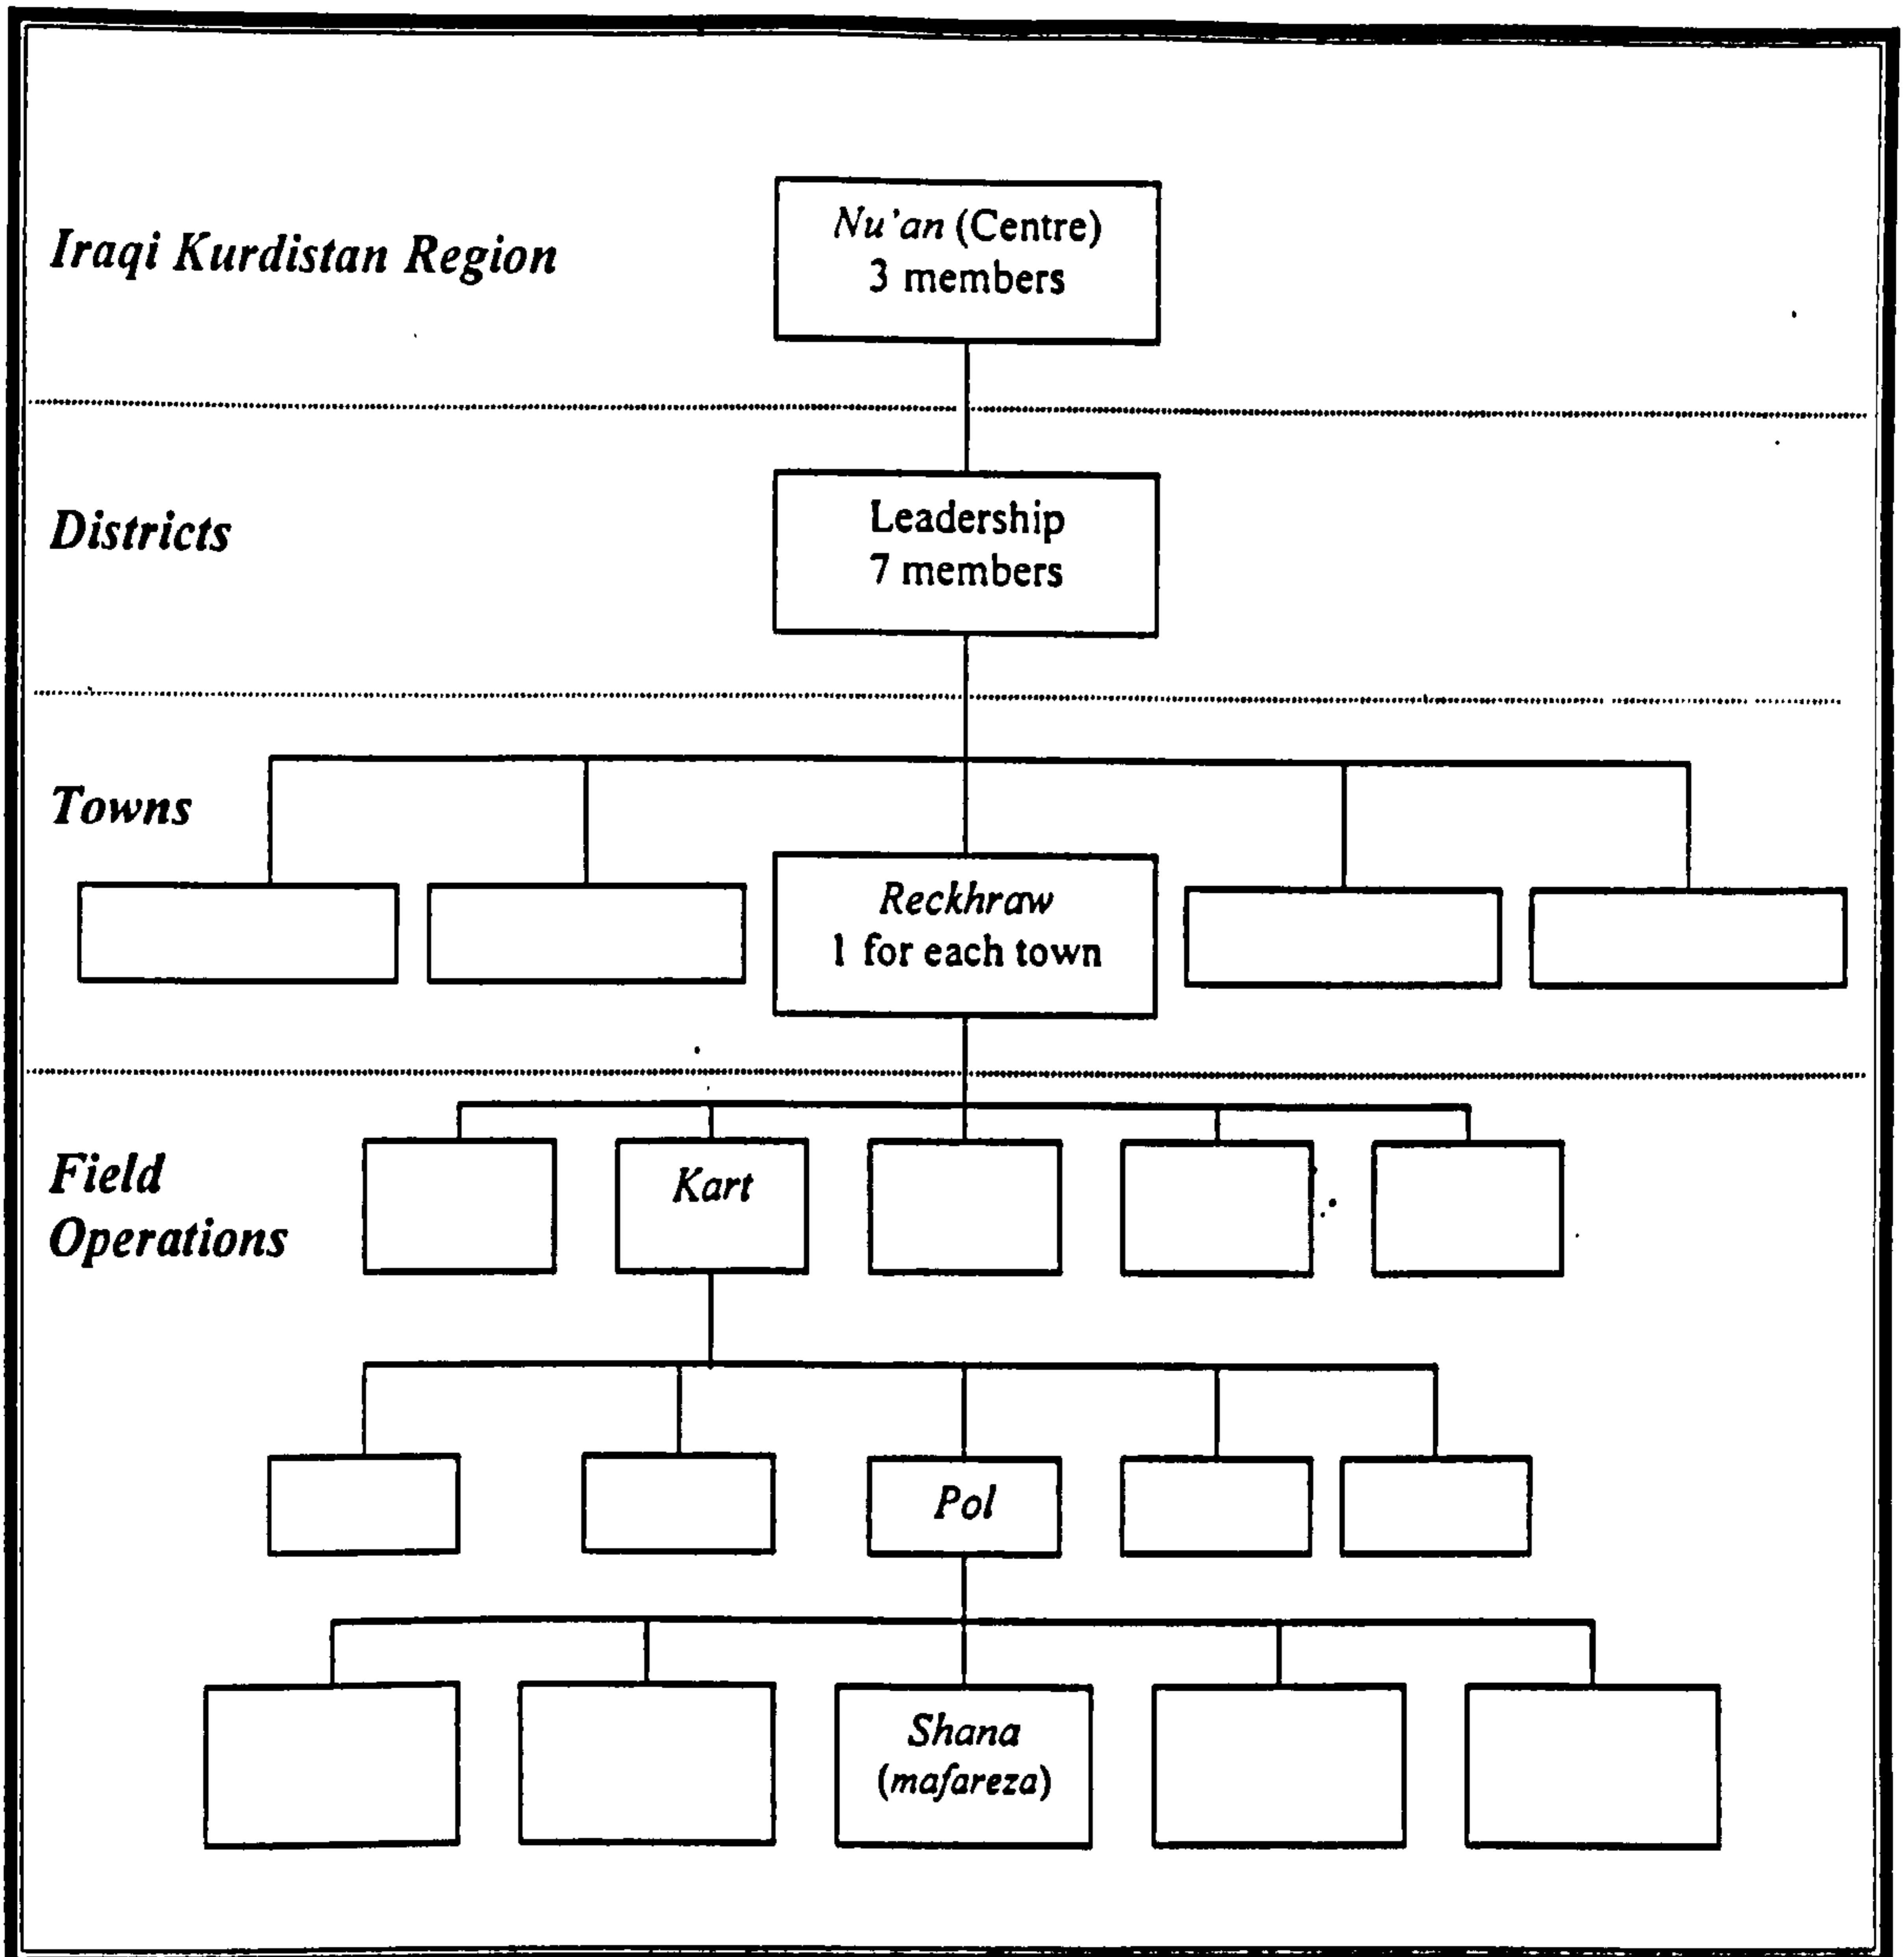 Iraqi Kurdistan Region
Nu'an (Centre)
3 members
Districts
Leadership
7 members
Towns
Reckhraw
1 for each town
Field
Operations
Kart
Pol
Shana
(mafareza)